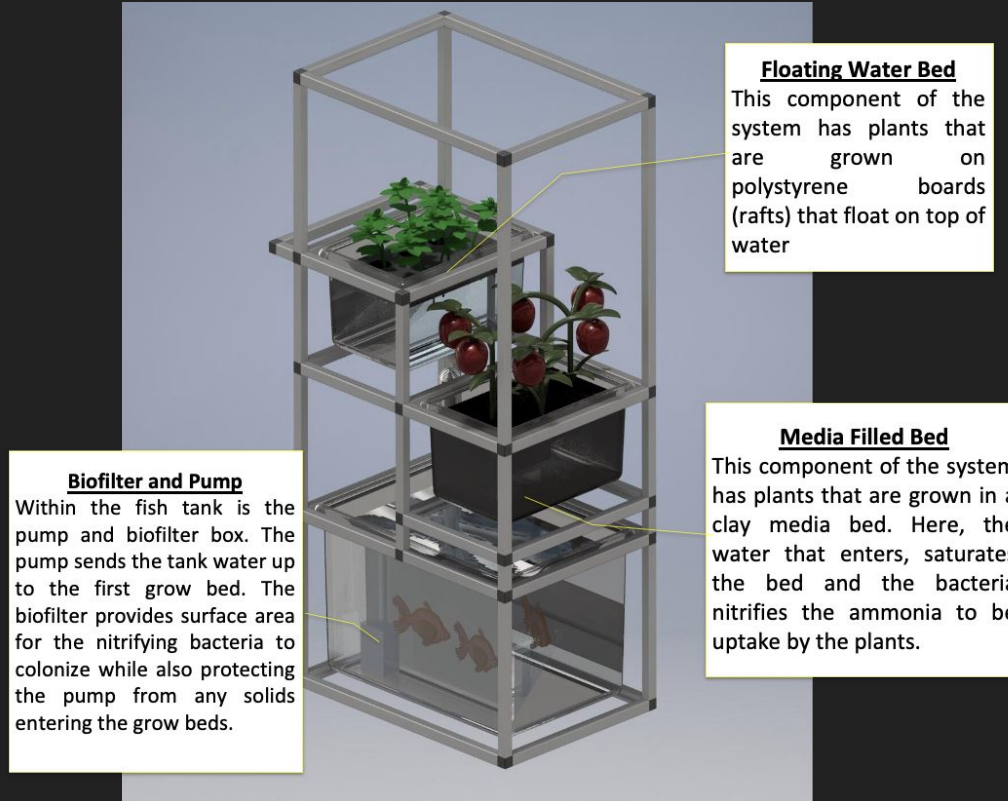 Floating Water Bed
This component of the
system has plants that
are grown on
polystyrene boards
(rafts) that float on top of
water
Biofilter and Pump
Within the fish tank is the
pump and biofilter box. The
pump sends the tank water up
to the first grow bed. The
biofilter provides surface area
for the nitrifying bacteria to
colonize while also protecting
the pump from any solids
entering the grow beds.
Media Filled Bed
This component of the system
has plants that are grown in a
clay media bed. Here, the
water that enters, saturate
the bed and the bacteria
nitrifies the ammonia to be
uptake by the plants.